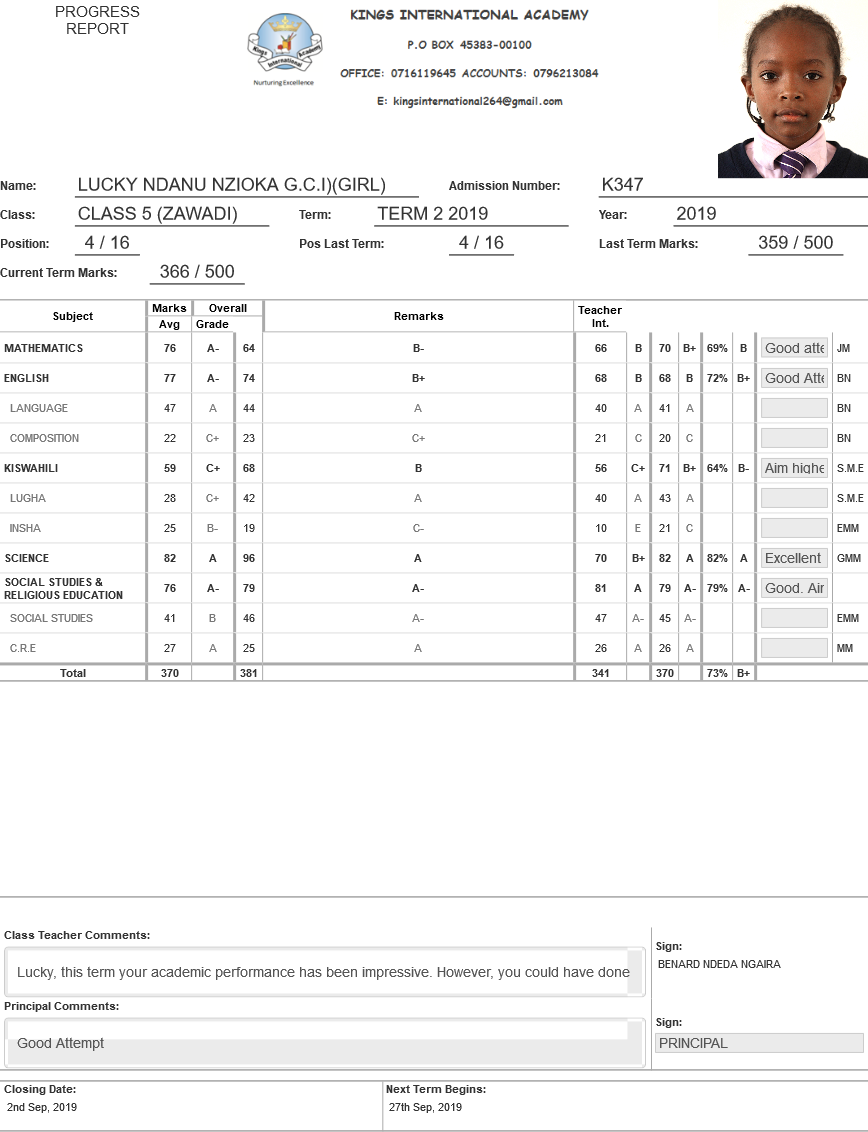 PROGRESS
REPORT
KINGS INTERNATIONAL ACADEMY
P.O BOX 45383-00100
OFFICE: 0716119645 ACCOUNTS: 0796213084
E: kingsinternational264@gmail.com
Kings International Academy
Nurturing Excellence
Name: LUCKY NDANU NZIOKA G.C.I)(GIRL) Admission Number: K347
Class: CLASS 5 (ZAWADI) Term: TERM 2 2019 Year: 2019
Position: 4 / 16 Pos Last Term: 4 / 16 Last Term Marks: 359 / 500
Current Term Marks: 366 / 500
Subject Marks Overall Remarks Teacher Int.
Avg Grade
MATHEMATICS 76 A- 64 B- 66 B 70 B+ 69% B Good atte JM
ENGLISH 77 A- 74 B+ 68 B 68 B 72% B+ Good Atte BN
LANGUAGE 47 A 44 A 40 A 41 A BN
COMPOSITION 22 C+ 23 C+ 21 C 20 C BN
KISWAHILI 59 C+ 68 B 56 C+ 71 B+ 64% B- Aim highe S.M.E
LUGHA 28 C+ 42 A 40 A 43 A S.M.E
INSHA 25 B- 19 C- 10 E 21 C EMM
SCIENCE 82 A 96 A 70 B+ 82 A 82% A Excellent GMM
SOCIAL STUDIES &
RELIGIOUS EDUCATION 76 A- 79 A- 81 A 79 A- 79% A- Good. Air
SOCIAL STUDIES 41 B 46 A- 47 A- 45 A- EMM
C.R.E 27 A 25 A 26 A 26 A MM
Total 370 381 341 370 73% B+
Class Teacher Comments:
Lucky, this term your academic performance has been impressive. However, you could have done
Sign:
BENARD NDEDA NGAIRA
Principal Comments:
Good Attempt
Sign:
PRINCIPAL
Closing Date: Next Term Begins:
2nd Sep, 2019 27th Sep, 2019